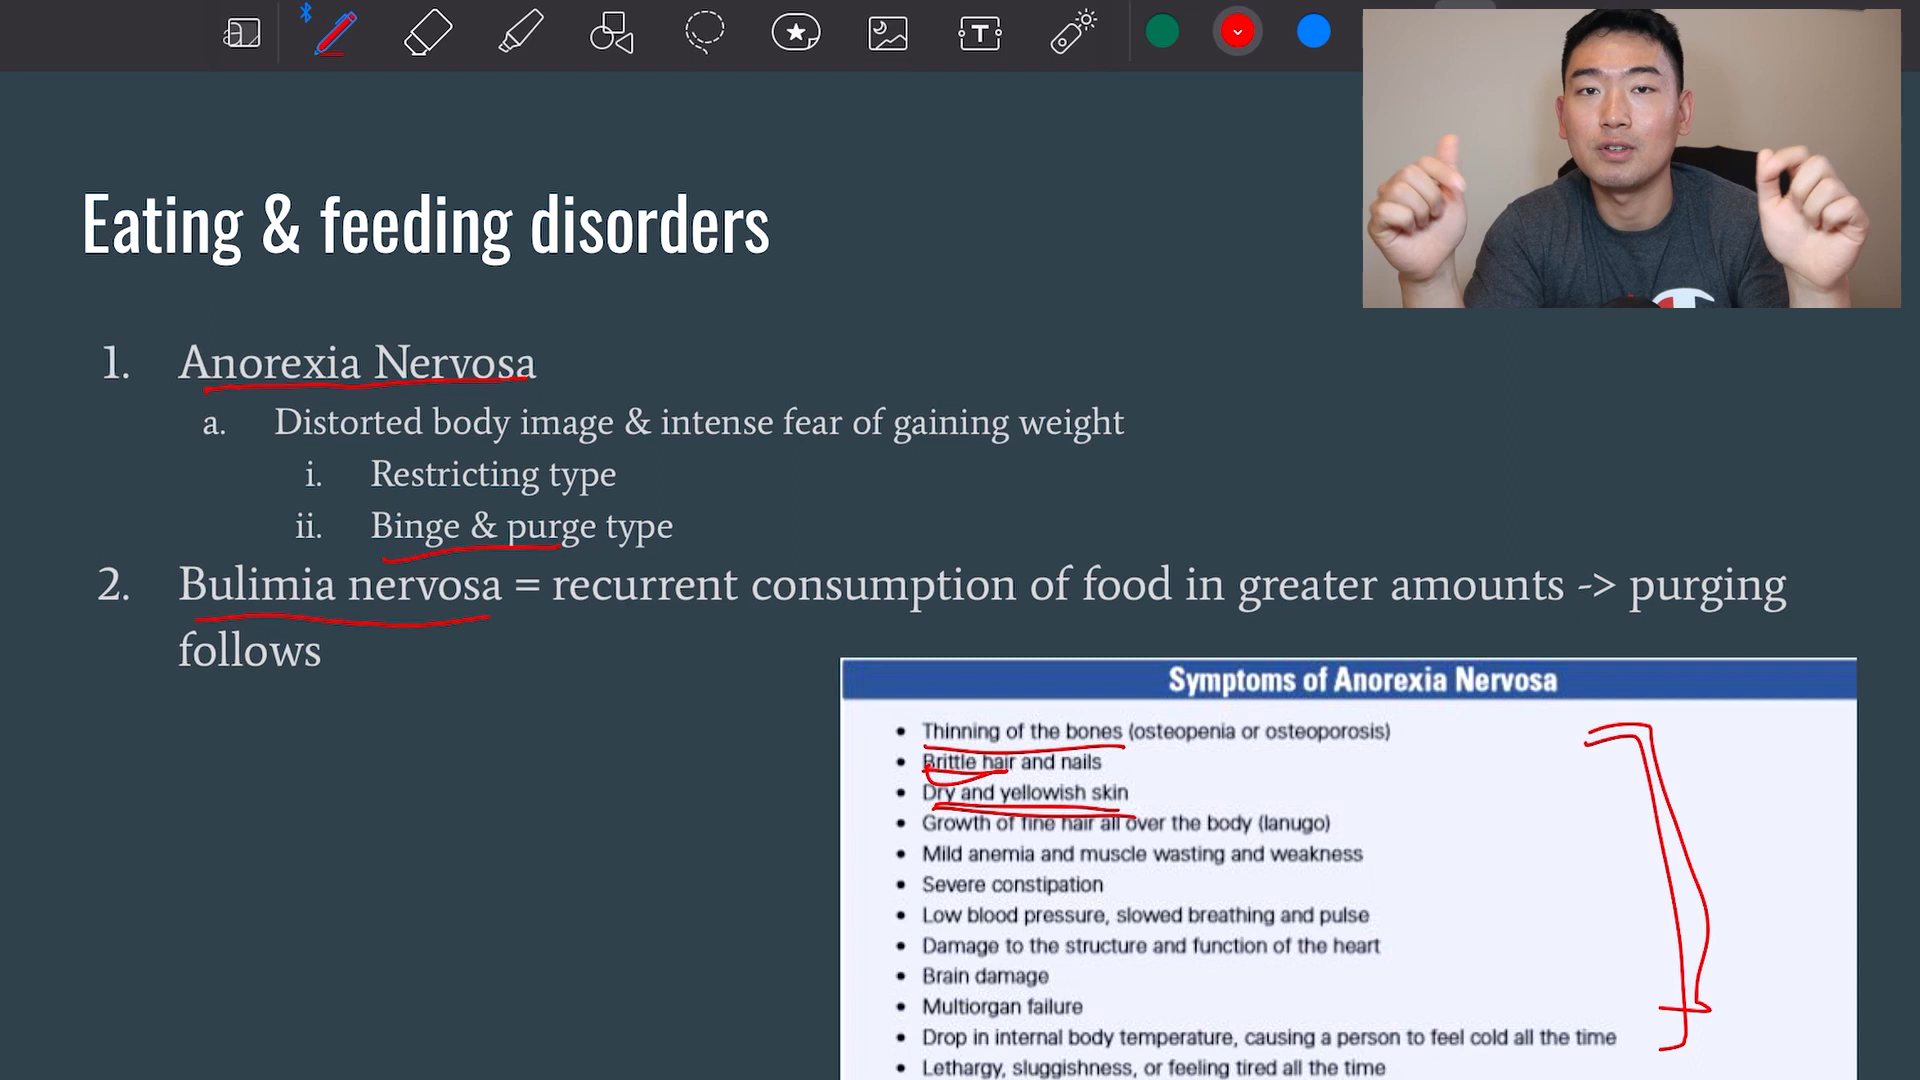 Eating & feeding disorders
1. Anorexia Nervosa
a. Distorted body image & intense fear of gaining weight
i. Restricting type
ii. Binge & purge type
2. Bulimia nervosa = recurrent consumption of food in greater amounts -> purging
follows
Symptoms of Anorexia Nervosa
• Thinning of the bones (osteopenia or osteoporosis)
• Brittle hair and nails
• Dry and yellowish skin
• Growth of fine hair all over the body (lanugo)
• Mild anemia and muscle wasting and weakness
• Severe constipation
• Low blood pressure, slowed breathing and pulse
• Damage to the structure and function of the heart
• Brain damage
• Multiorgan failure
• Drop in internal body temperature, causing a person to feel cold all the time
• Lethargy, sluggishness, or feeling tired all the time